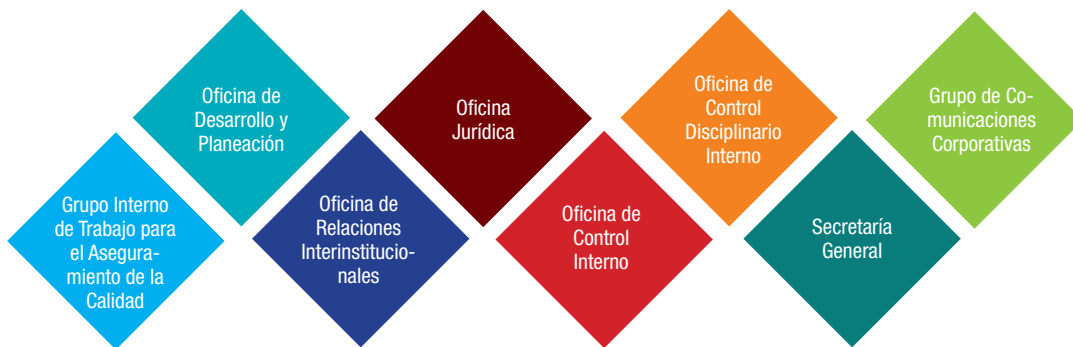 Grupo Interno
de Trabajo para
el Asegura-
miento de la
Calidad
Oficina de
Desarrollo y
Planeación
Oficina de
Relaciones
Interinstitucio-
nales
Oficina
Jurídica
Oficina de
Control
Interno
Oficina de
Control
Disciplinario
Interno
Secretaría
General
Grupo de Co-
municaciones
Corporativas